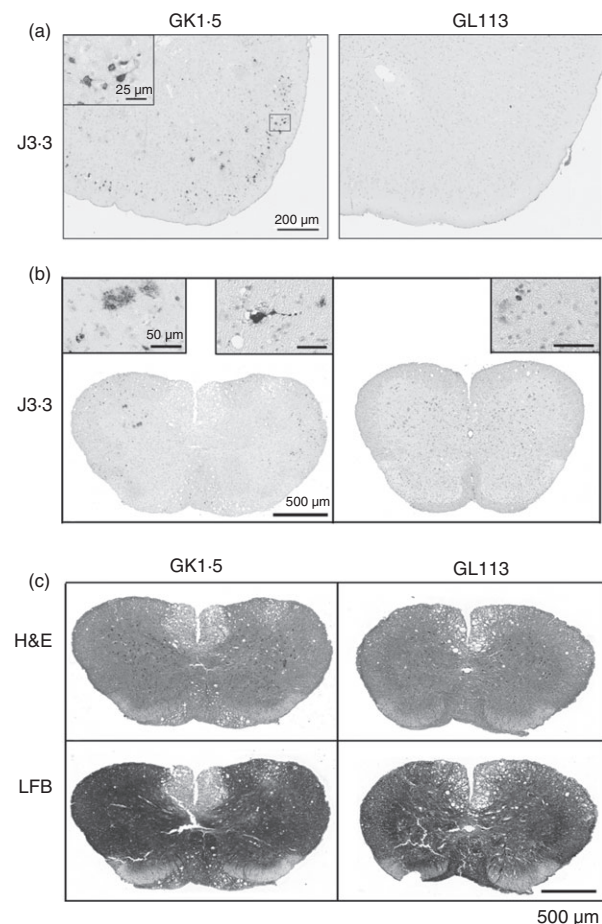 (a)
GK1·5
GL113
J3·3
25 µm
200 µm
(b)
J3·3
50 µm
500 µm
(c)
GK1·5
GL113
H&E
LFB
500 µm